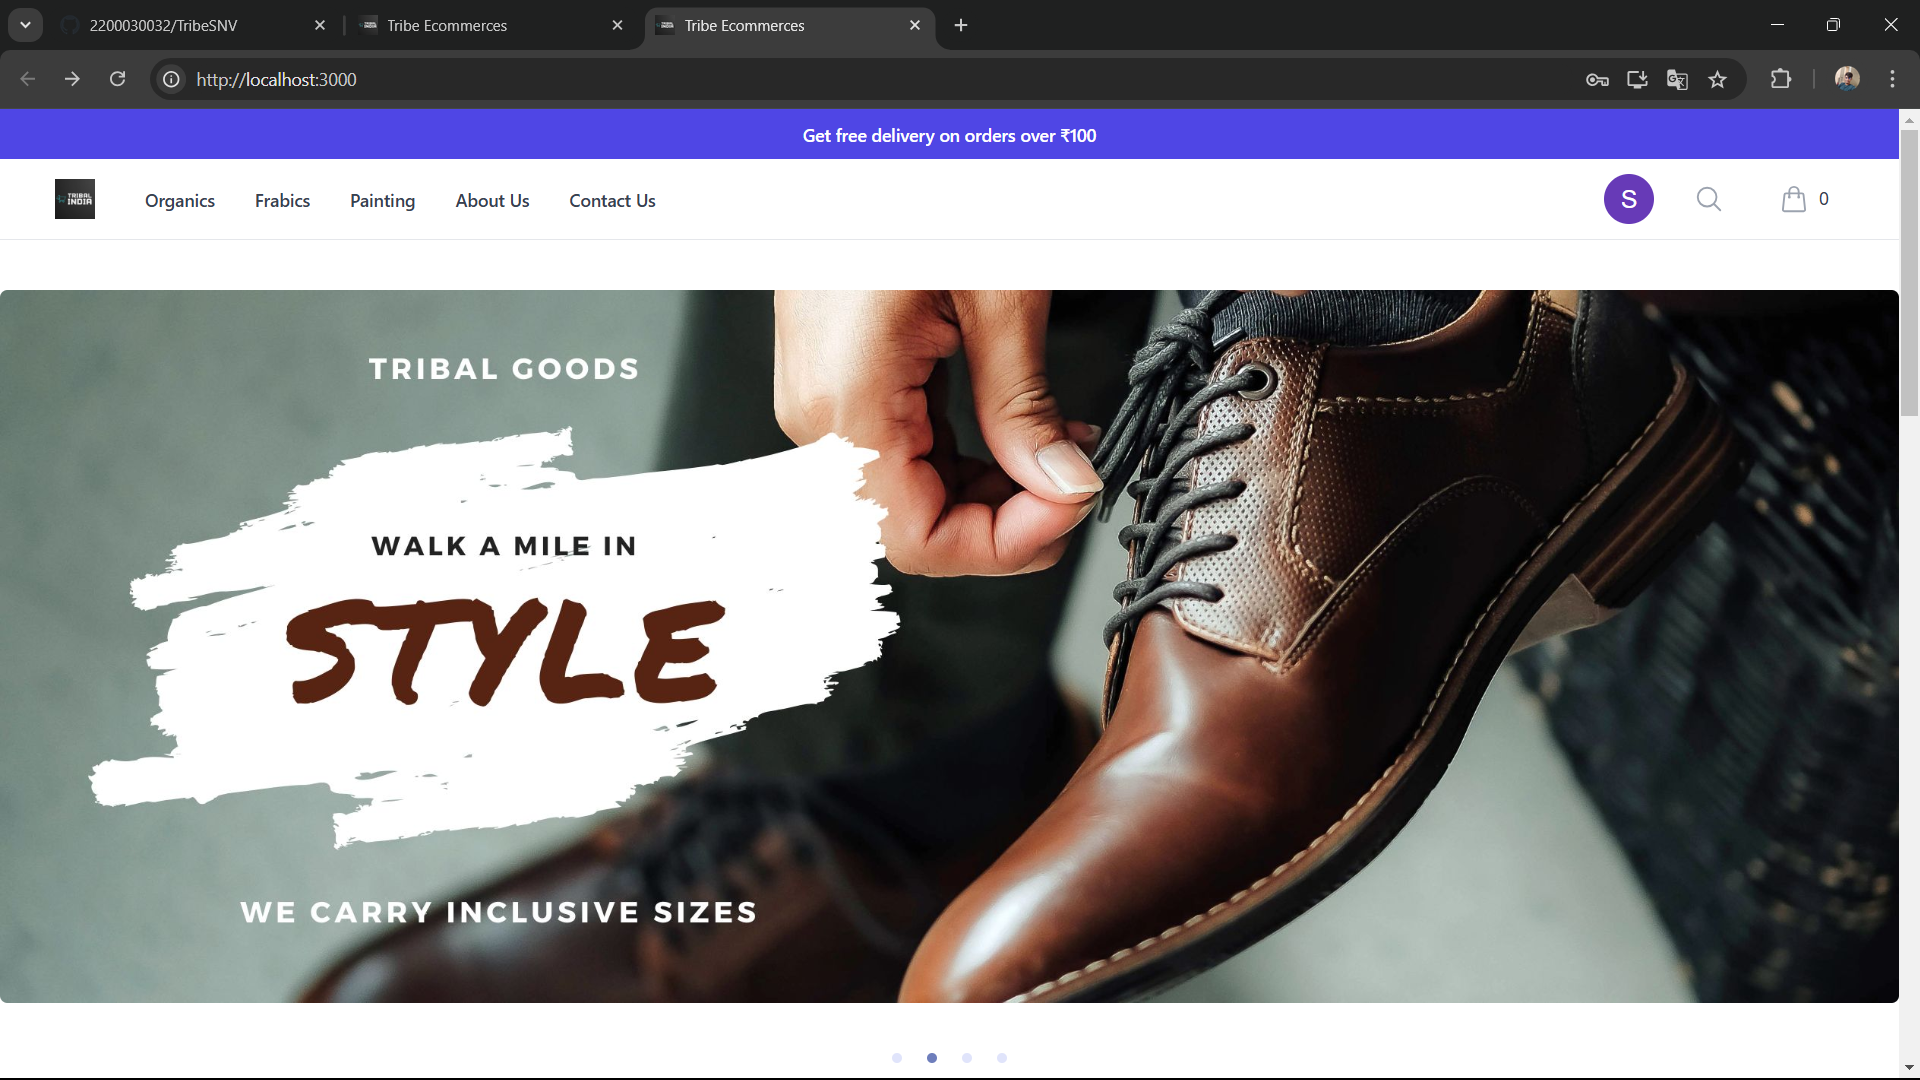 2200030032/TribeSNV
Tribe Ecommerces
Tribe Ecommerces
http://localhost:3000
Get free delivery on orders over ₹100
TRIBAL
INDIA
Organics
Frabics
Painting
About Us
Contact Us
S
0
TRIBAL GOODS
WALK A MILE IN
STYLE
WE CARRY INCLUSIVE SIZES